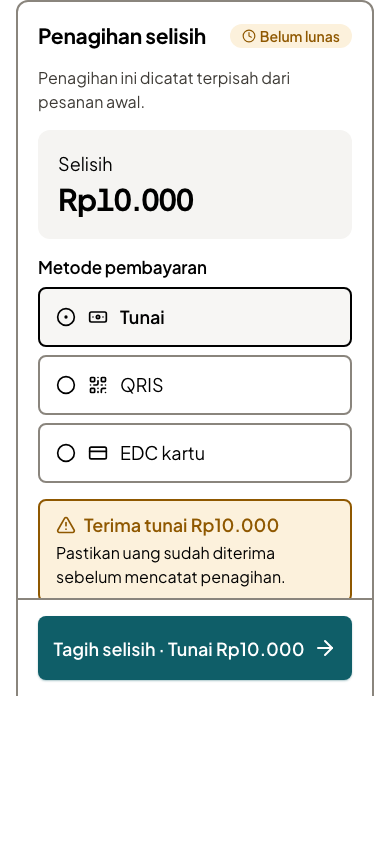 Penagihan selisih
Belum lunas
Penagihan ini dicatat terpisah dari
pesanan awal.
Selisih
Rp10.000
Metode pembayaran
Tunai
QRIS
EDC kartu
Terima tunai Rp10.000
Pastikan uang sudah diterima
sebelum mencatat penagihan.
Tagih selisih · Tunai Rp10.000